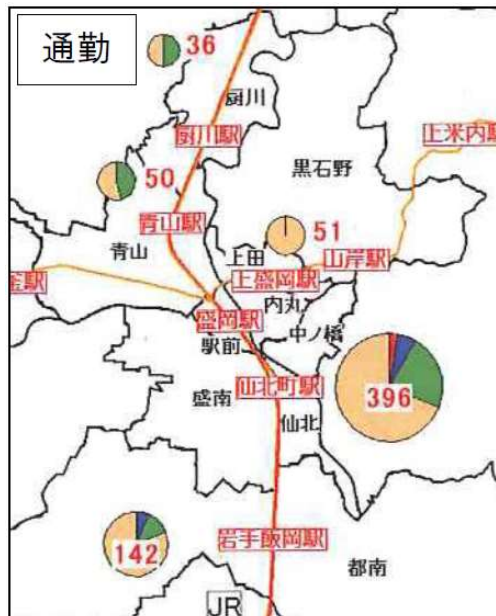 通勤
36
厨川
厨川駅
上米内駅
黒石野
50
青山駅
51
青山
上田
山岸駅
上盛岡駅
内丸
盛岡駅
中ノ橋
駅前
仙北町駅
396
盛南
仙北
142
岩手飯岡駅
都南
JR